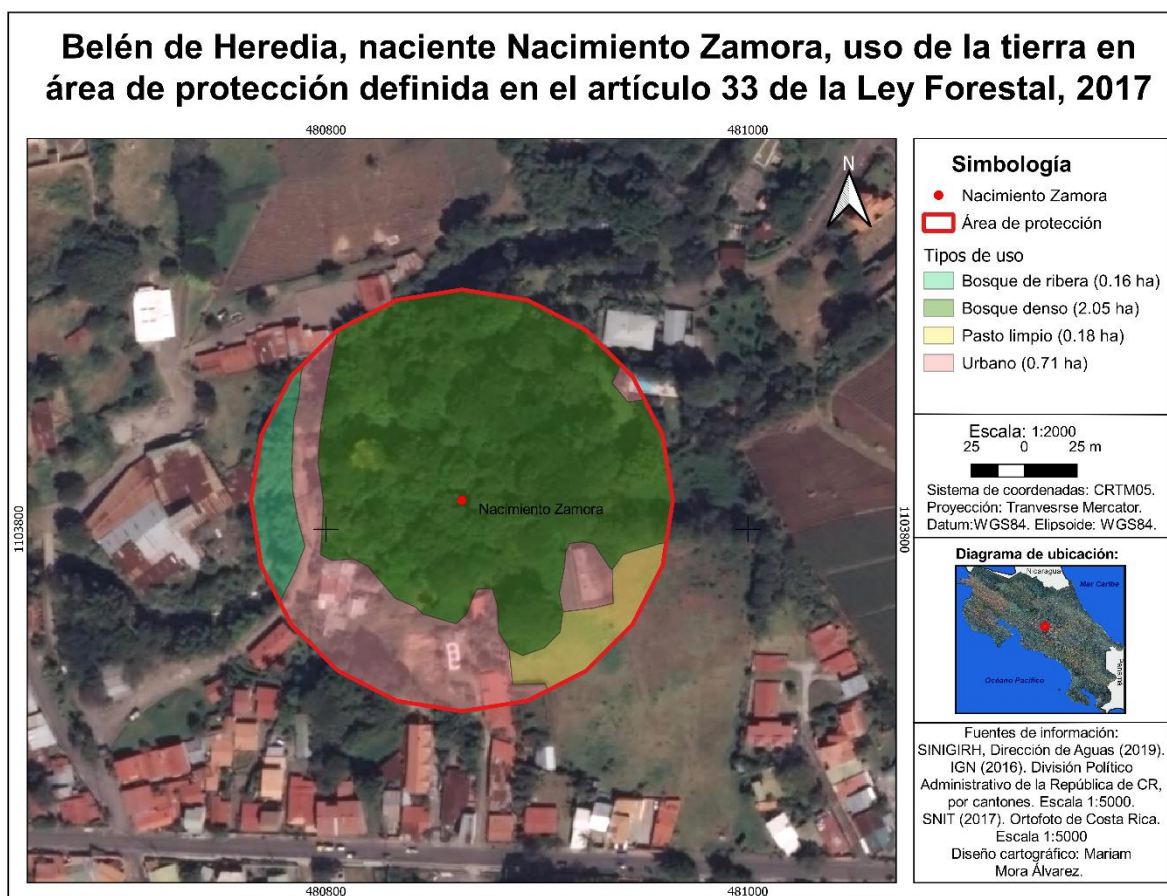 Belén de Heredia, naciente Nacimiento Zamora, uso de la tierra en
área de protección definida en el artículo 33 de la Ley Forestal, 2017
480800
481000
N
1103800
Nacimiento Zamora
1103800
480800
481000
Simbología
Nacimiento Zamora
Área de protección
Tipos de uso
Bosque de ribera (0.16 ha)
Bosque denso (2.05 ha)
Pasto limpio (0.18 ha)
Urbano (0.71 ha)
Escala: 1:2000
25 0 25 m
Sistema de coordenadas: CRTM05.
Proyección: Tranvesrse Mercator.
Datum:WGS84. Elipsoide: WGS84.
Diagrama de ubicación:
Nicaragua
Mar Caribe
Océano Pacífico
Panamá
Fuentes de información:
SINIGIRH, Dirección de Aguas (2019).
IGN (2016). División Político
Administrativo de la República de CR,
por cantones. Escala 1:5000.
SNIT (2017). Ortofoto de Costa Rica.
Escala 1:5000
Diseño cartográfico: Mariam
Mora Álvarez.